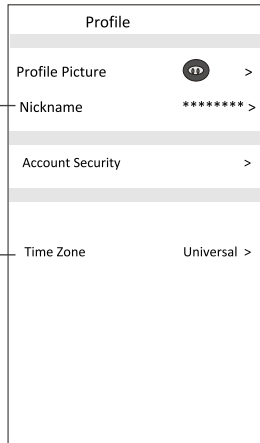 Profile
Profile Picture >
Nickname ******** >
Account Security >
Time Zone Universal >